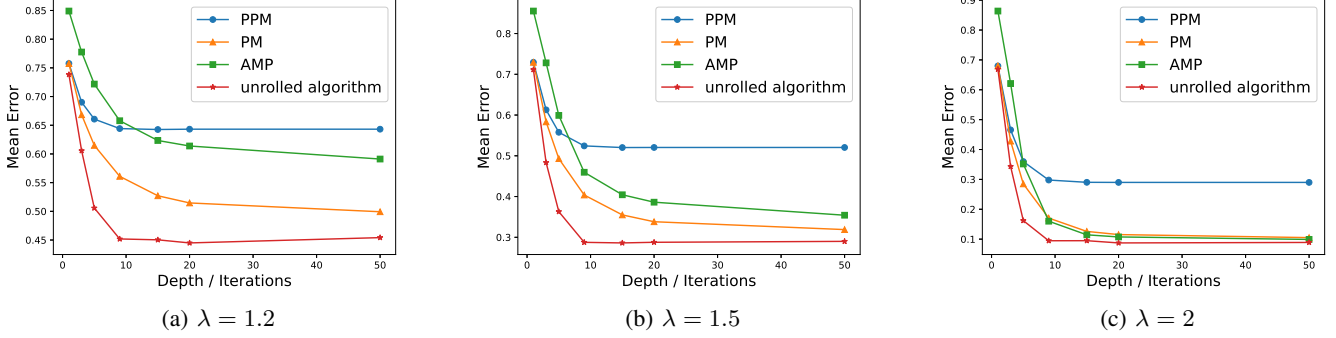 0.85
0.80
0.75
0.70
0.65
0.60
0.55
0.50
0.45
Mean Error
0 10 20 30 40 50
Depth / Iterations
PPM
PM
AMP
unrolled algorithm
(a) λ = 1.2
0.8
0.7
0.6
0.5
0.4
0.3
Mean Error
0 10 20 30 40 50
Depth / Iterations
PPM
PM
AMP
unrolled algorithm
(b) λ = 1.5
0.9
0.8
0.7
0.6
0.5
0.4
0.3
0.2
0.1
Mean Error
0 10 20 30 40 50
Depth / Iterations
PPM
PM
AMP
unrolled algorithm
(c) λ = 2